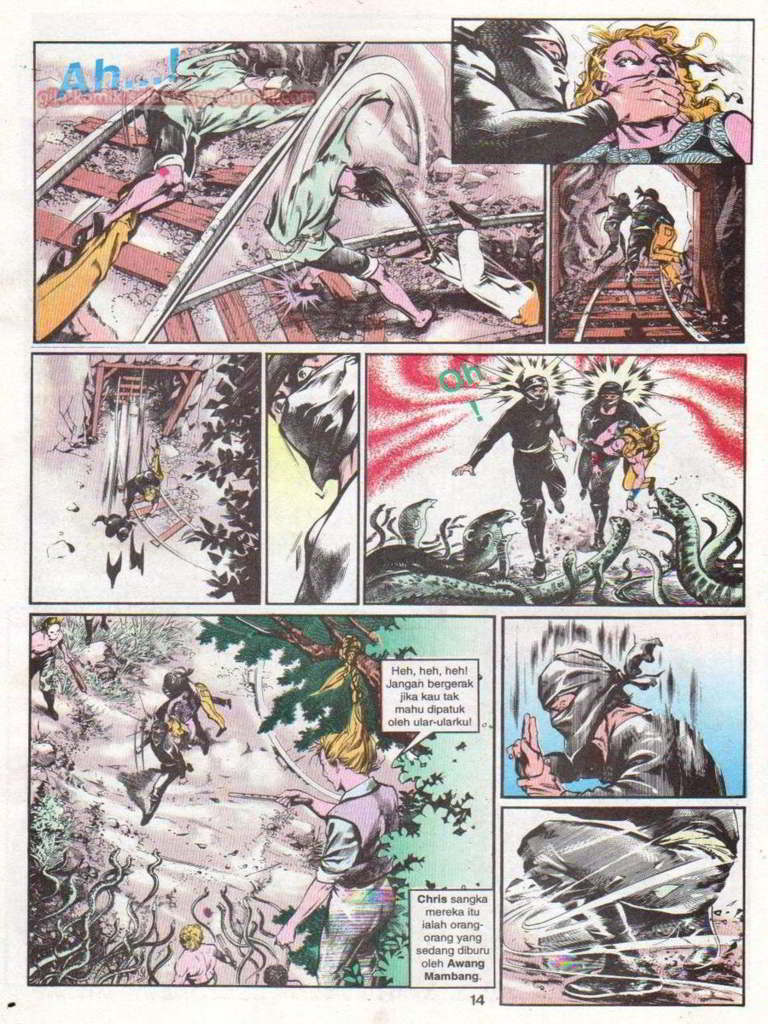 Ah....!
Oh
!
Heh, heh, heh!
Jangan bergerak
jika kau tak
mahu dipatuk
oleh ular-ularku!
Chris sangka
mereka itu
ialah orang-
orang yang
sedang diburu
oleh Awang
Mambang.
14